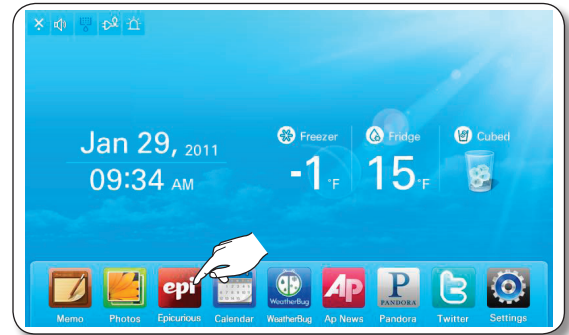 Freezer
Fridge
Cubed
Jan 29, 2011
09:34 AM
-1 °F
15 °F
epi
WeatherBug
AP
P
PANDORA
Memo
Photos
Epicurious
Calendar
WeatherBug
Ap News
Pandora
Twitter
Settings